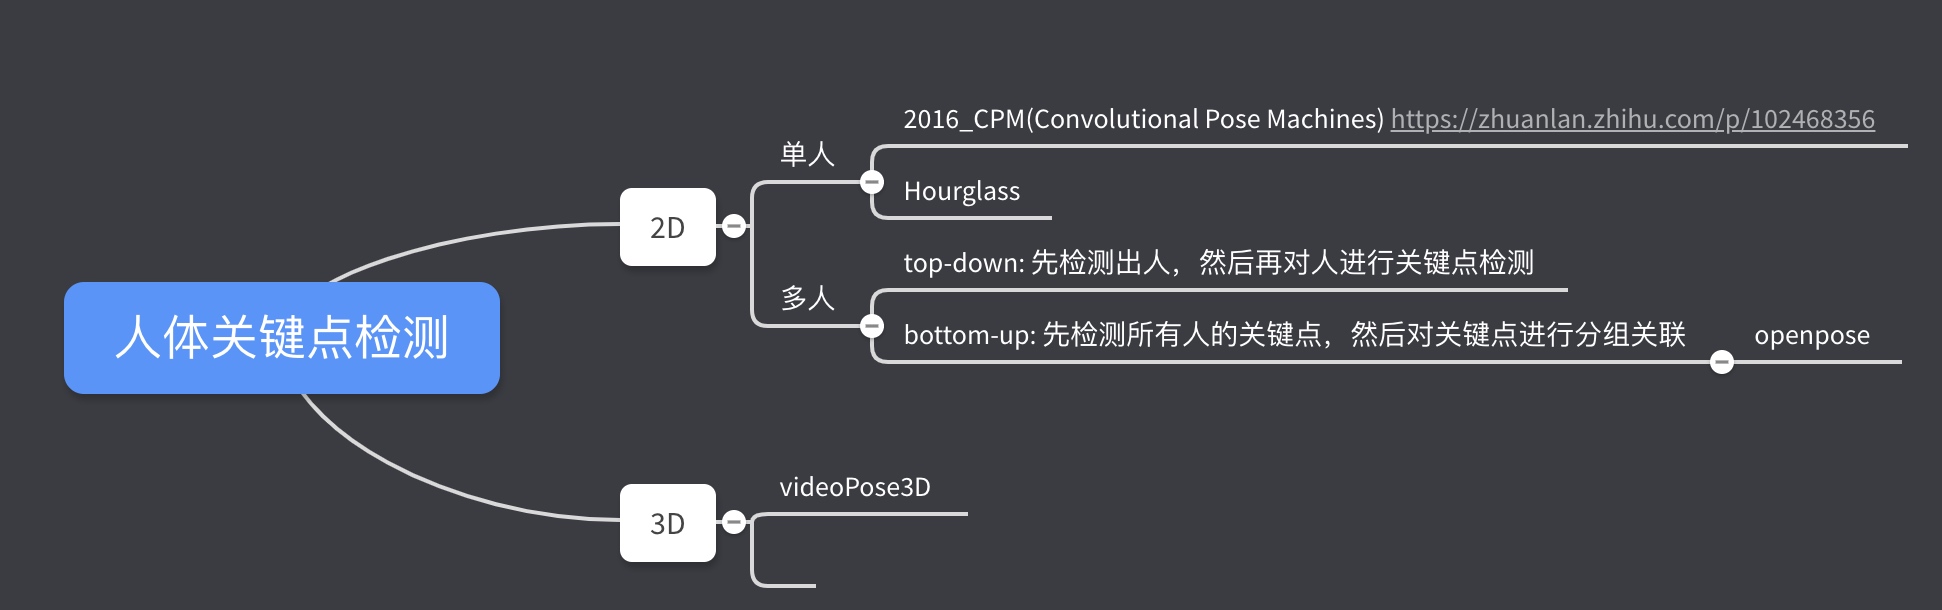 人体关键点检测
2D
单人
2016_CPM(Convolutional Pose Machines) https://zhuanlan.zhihu.com/p/102468356
Hourglass
多人
top-down: 先检测出人，然后再对人进行关键点检测
bottom-up: 先检测所有人的关键点，然后对关键点进行分组关联
openpose
3D
videoPose3D